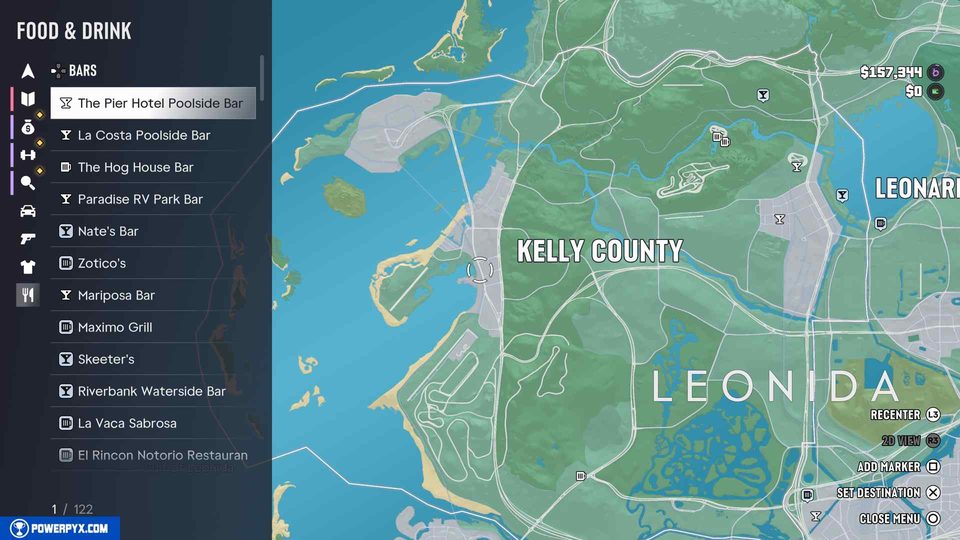 FOOD & DRINK
BARS
The Pier Hotel Poolside Bar
La Costa Poolside Bar
The Hog House Bar
Paradise RV Park Bar
Nate's Bar
Zotico's
Mariposa Bar
Maximo Grill
Skeeter's
Riverbank Waterside Bar
La Vaca Sabrosa
El Rincon Notorio Restauran
1 / 122
POWERPYX.COM
$157,344
$0
LEONAR
KELLY COUNTY
LEONIDA
RECENTER L3
2D VIEW R3
ADD MARKER
SET DESTINATION
CLOSE MENU